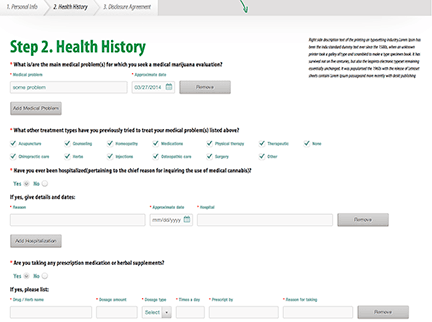 1. Personal Info 2. Health History 3. Disclosure Agreement
Step 2. Health History
Right side description text of the printing an typesetting industry.Lorem Ipsum has
been the industrial dummy text ever since the 1500s, when an unknown
printer took a galley of type and scrambled to make a type specimen book. It has
survived not on five centuries, but also the leap into electronic typeset remaining
essentially unchanged. It was popularised the 1960s with the release of Letraset
sheets contain Lorem Ipsum passageand more recently with desk publishing
* What is/are the main medical problem(s) for which you seek a medical marijuana evaluation?
* Medical problem * Approximate date
some problem 03/27/2014 Remove
Add Medical Problem
* What other treatment types have you previously tried to treat your medical problem(s) listed above?
Acupuncture Counseling Homeopathy Medications Physical therapy Therapeutic None
Chiropractic care Herbs Injections Osteopathic care Surgery Other
* Have you ever been hospitalized(pertaining to the chief reason for inquiring the use of medical cannabis)?
Yes No
If yes, give details and dates:
* Reason * Approximate date * Hospital
mm/dd/yyyy Remove
Add Hospitalization
* Are you taking any prescription medication or herbal supplements?
Yes No
If yes, please list:
* Drug / Herb name * Dosage amount * Dosage type * Times a day * Prescript by * Reason for taking
Select Remove